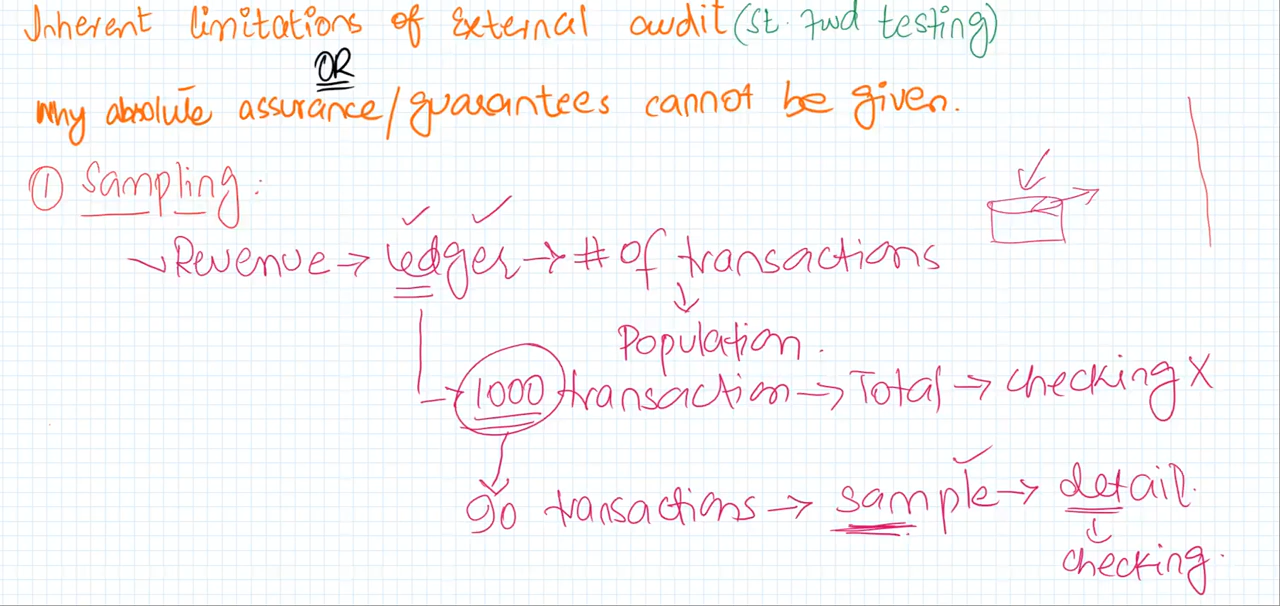 Inherent limitations of External audit (st. fwd testing)
OR
Why absolute assurance/guarantees cannot be given.
① Sampling:
Revenue → ledger → # of transactions
Population.
1000 transaction → Total → checking X
90 transactions → sample → detail.
checking.